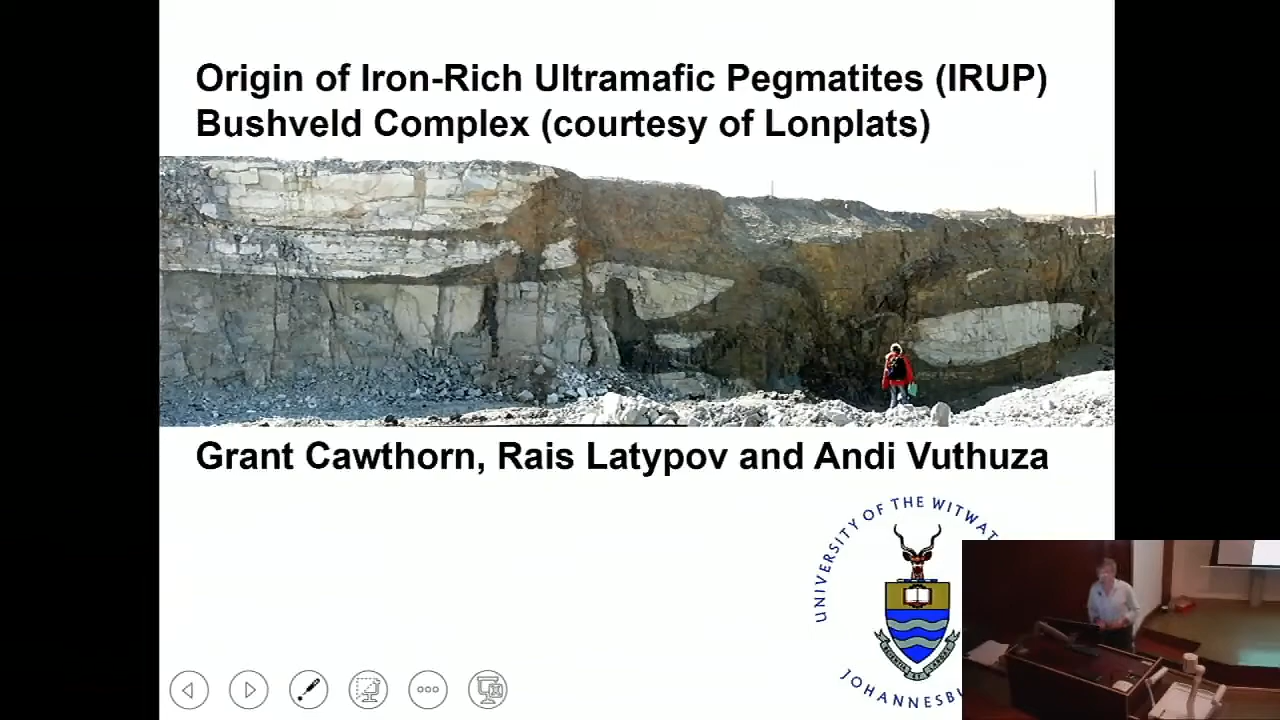 Origin of Iron-Rich Ultramafic Pegmatites (IRUP)
Bushveld Complex (courtesy of Lonplats)
Grant Cawthorn, Rais Latypov and Andi Vuthuza
UNIVERSITY OF THE WITWAT
JOHANNESBU